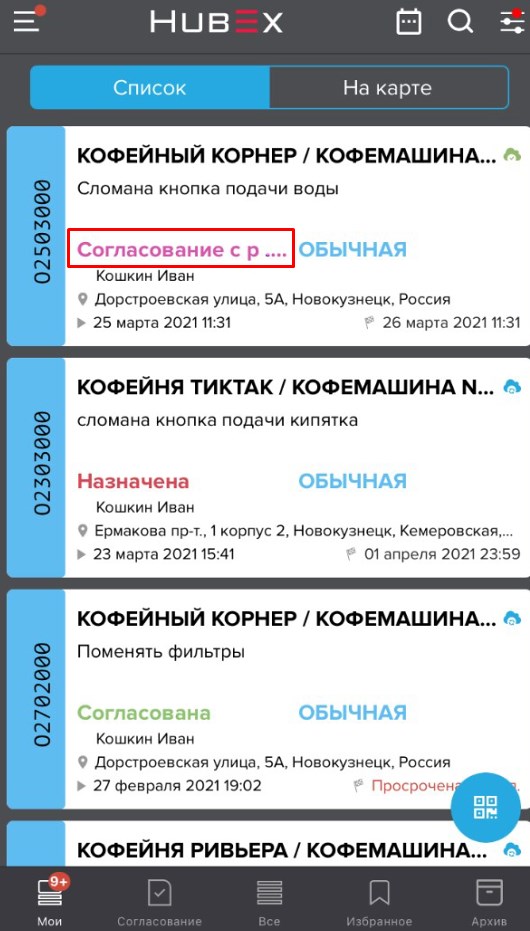 HUBEX
Список
На карте
КОФЕЙНЫЙ КОРНЕР / КОФЕМАШИНА...
Сломана кнопка подачи воды
Согласование с р ....
ОБЫЧНАЯ
Кошкин Иван
Дорстроевская улица, 5А, Новокузнецк, Россия
25 марта 2021 11:31
26 марта 2021 11:31
02503000
КОФЕЙНЯ ТИКТАК / КОФЕМАШИНА N...
сломана кнопка подачи кипятка
Назначена
ОБЫЧНАЯ
Кошкин Иван
Ермакова пр-т., 1 корпус 2, Новокузнецк, Кемеровская,...
23 марта 2021 15:41
01 апреля 2021 23:59
02303000
КОФЕЙНЫЙ КОРНЕР / КОФЕМАШИНА...
Поменять фильтры
Согласована
ОБЫЧНАЯ
Кошкин Иван
Дорстроевская улица, 5А, Новокузнецк, Россия
27 февраля 2021 19:02
Просрочена
02702000
КОФЕЙНЯ РИВЬЕРА / КОФЕМАШИНА...
9+
Мои
Согласование
Все
Избранное
Архив